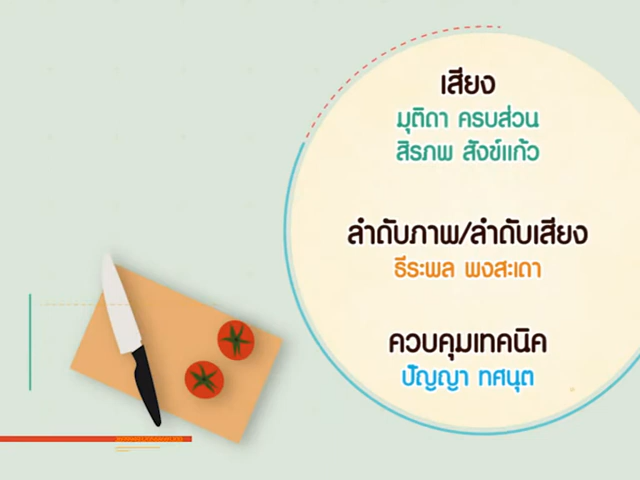 เสียง
มุติดา ครบส่วน
สิรภพ สังข์แก้ว
ลำดับภาพ/ลำดับเสียง
ธีระพล พงสะเดา
ควบคุมเทคนิค
ปัญญา ทศนุต